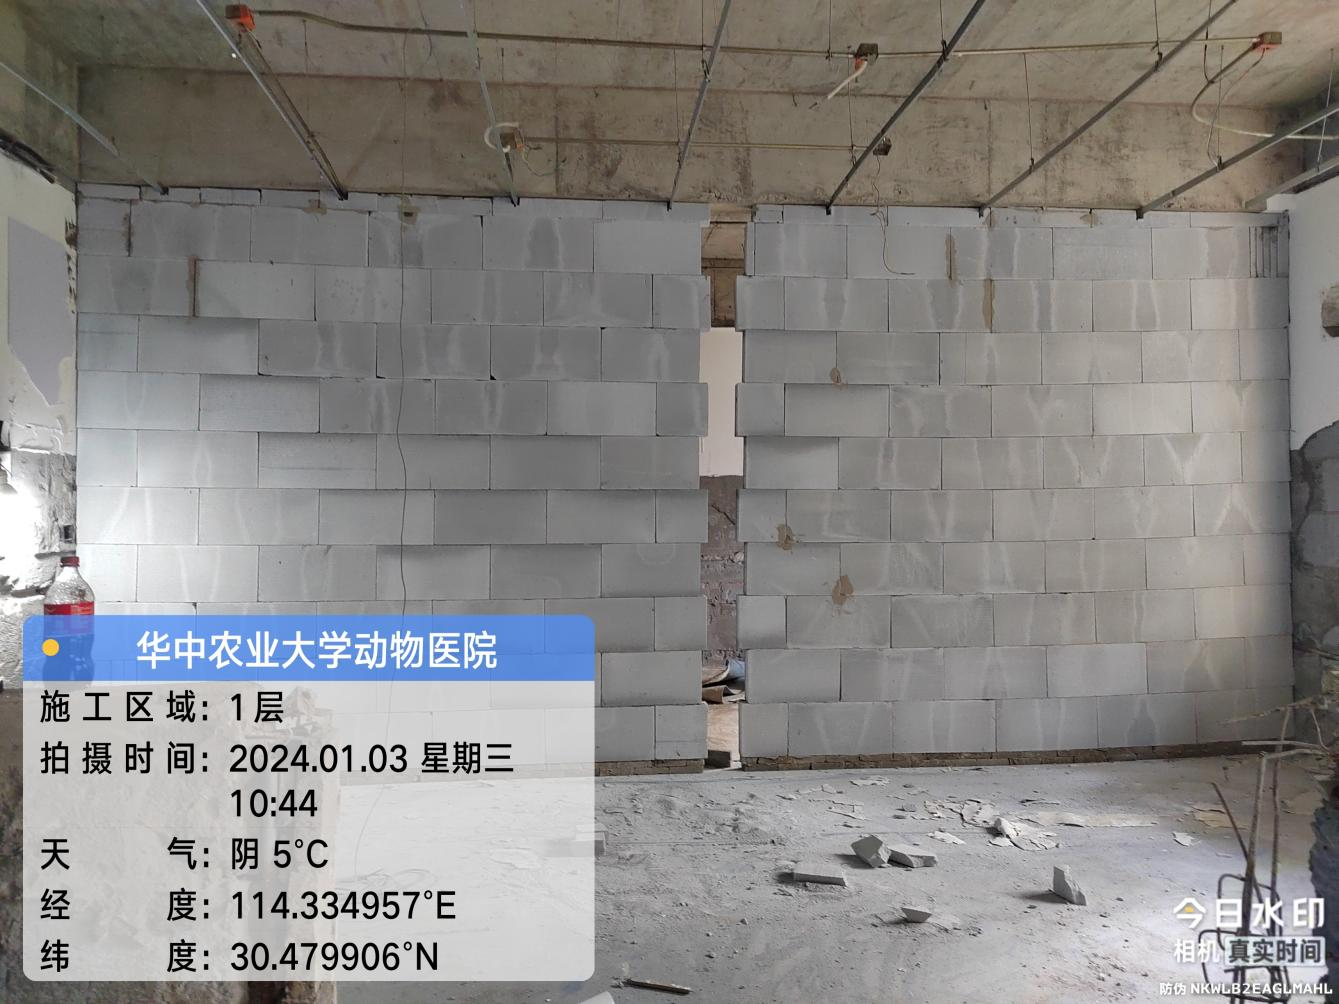 华中农业大学动物医院
施工区域：1层
拍摄时间：2024.01.03 星期三
10:44
天气：阴 5°C
经度：114.334957°E
纬度：30.479906°N
今日水印
相机 真实时间
防伪 NKWLB2EAGLMAHL